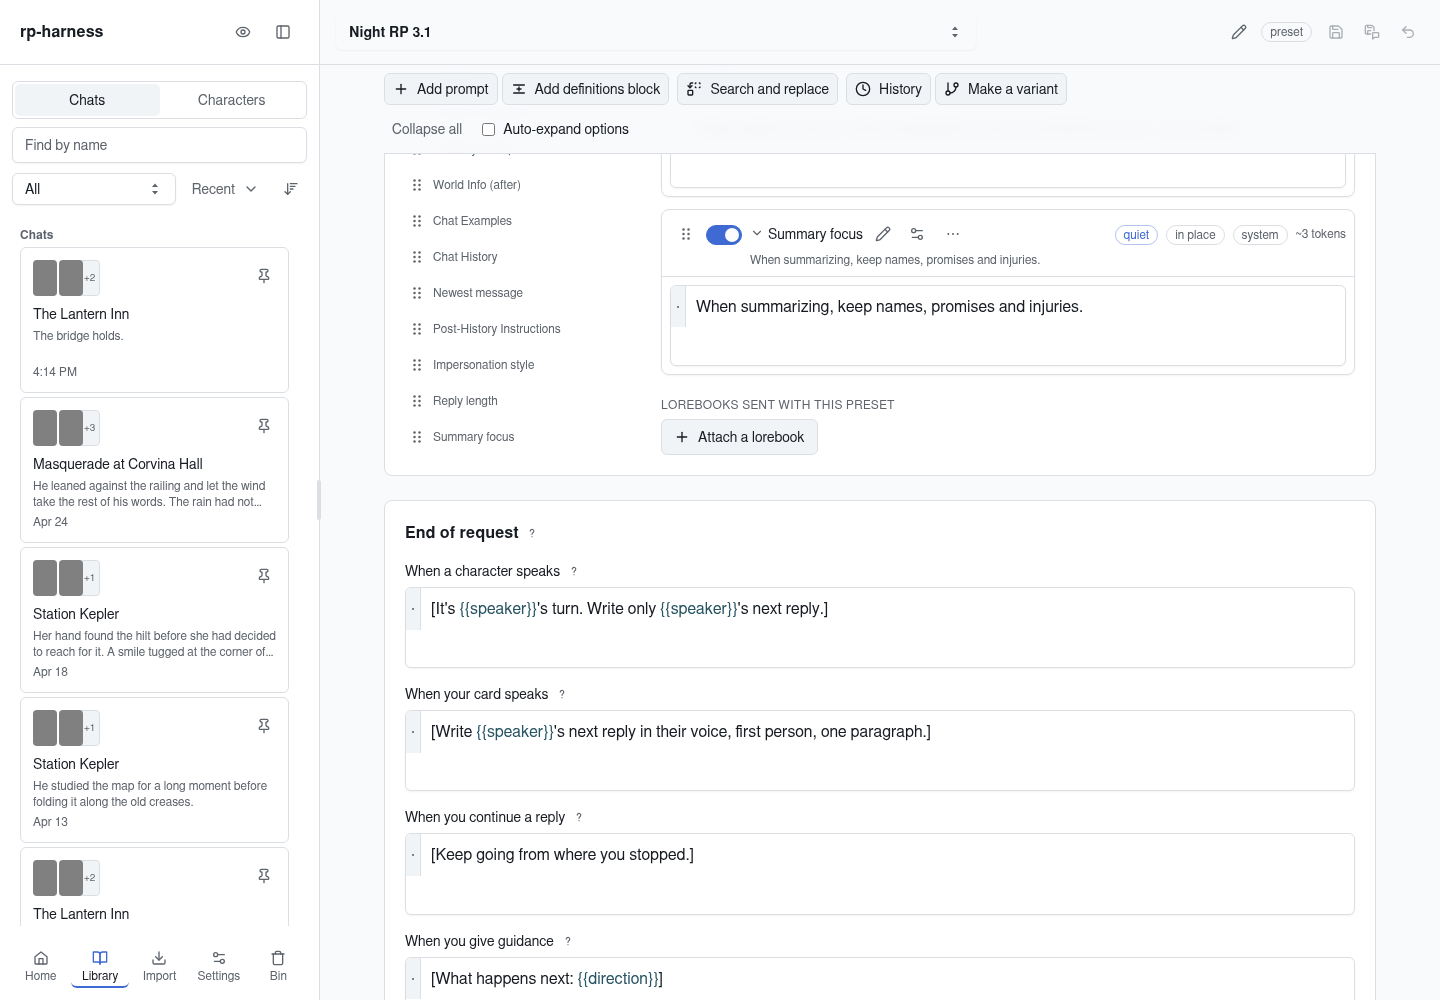 rp-harness
Night RP 3.1
preset
Chats
Characters
Find by name
All
Recent
Chats
+2
The Lantern Inn
The bridge holds.
4:14 PM
+3
Masquerade at Corvina Hall
He leaned against the railing and let the wind
take the rest of his words. The rain had not...
Apr 24
+1
Station Kepler
Her hand found the hilt before she had decided
to reach for it. A smile tugged at the corner of...
Apr 18
+1
Station Kepler
He studied the map for a long moment before
folding it along the old creases.
Apr 13
+2
The Lantern Inn
Home
Library
Import
Settings
Bin
Add prompt
Add definitions block
Search and replace
History
Make a variant
Collapse all
Auto-expand options
World Info (after)
Chat Examples
Chat History
Newest message
Post-History Instructions
Impersonation style
Reply length
Summary focus
Summary focus
quiet
in place
system
~3 tokens
When summarizing, keep names, promises and injuries.
When summarizing, keep names, promises and injuries.
LOREBOOKS SENT WITH THIS PRESET
Attach a lorebook
End of request ?
When a character speaks ?
[It's {{speaker}}'s turn. Write only {{speaker}}'s next reply.]
When your card speaks ?
[Write {{speaker}}'s next reply in their voice, first person, one paragraph.]
When you continue a reply ?
[Keep going from where you stopped.]
When you give guidance ?
[What happens next: {{direction}}]